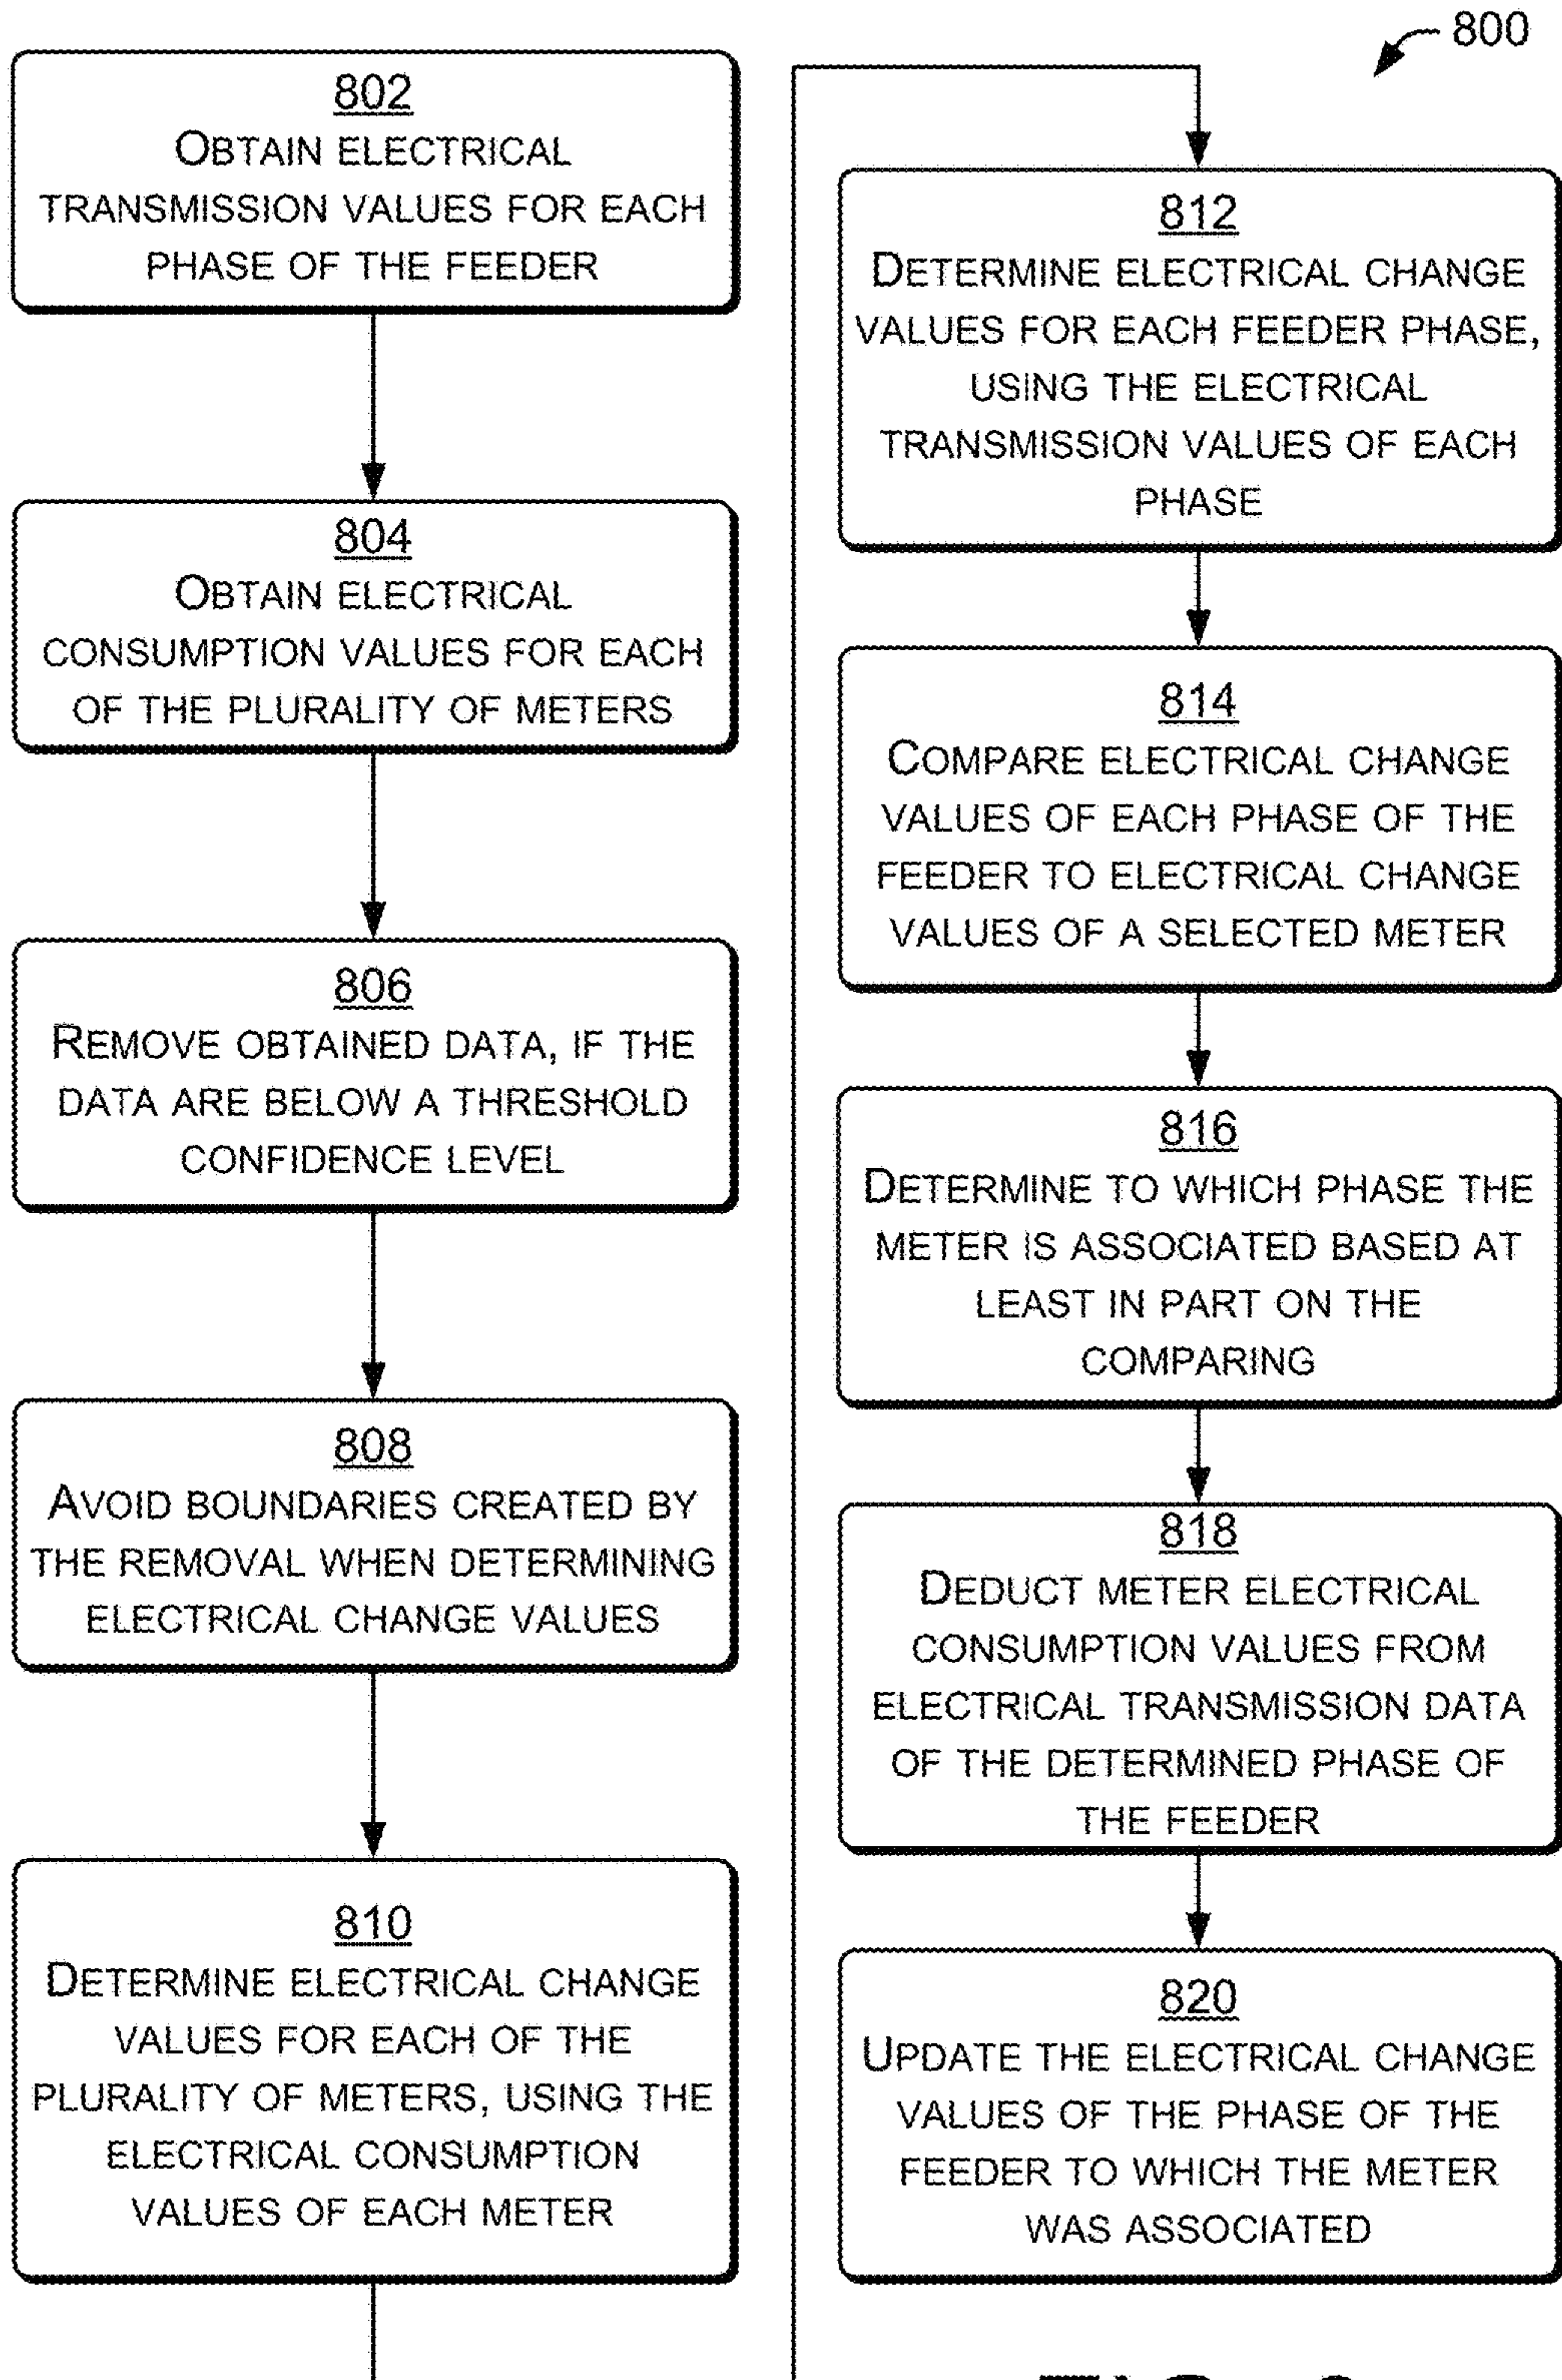 800
802
OBTAIN ELECTRICAL
TRANSMISSION VALUES FOR EACH
PHASE OF THE FEEDER
804
OBTAIN ELECTRICAL
CONSUMPTION VALUES FOR EACH
OF THE PLURALITY OF METERS
806
REMOVE OBTAINED DATA, IF THE
DATA ARE BELOW A THRESHOLD
CONFIDENCE LEVEL
808
AVOID BOUNDARIES CREATED BY
THE REMOVAL WHEN DETERMINING
ELECTRICAL CHANGE VALUES
810
DETERMINE ELECTRICAL CHANGE
VALUES FOR EACH OF THE
PLURALITY OF METERS, USING THE
ELECTRICAL CONSUMPTION
VALUES OF EACH METER
812
DETERMINE ELECTRICAL CHANGE
VALUES FOR EACH FEEDER PHASE,
USING THE ELECTRICAL
TRANSMISSION VALUES OF EACH
PHASE
814
COMPARE ELECTRICAL CHANGE
VALUES OF EACH PHASE OF THE
FEEDER TO ELECTRICAL CHANGE
VALUES OF A SELECTED METER
816
DETERMINE TO WHICH PHASE THE
METER IS ASSOCIATED BASED AT
LEAST IN PART ON THE
COMPARING
818
DEDUCT METER ELECTRICAL
CONSUMPTION VALUES FROM
ELECTRICAL TRANSMISSION DATA
OF THE DETERMINED PHASE OF
THE FEEDER
820
UPDATE THE ELECTRICAL CHANGE
VALUES OF THE PHASE OF THE
FEEDER TO WHICH THE METER
WAS ASSOCIATED